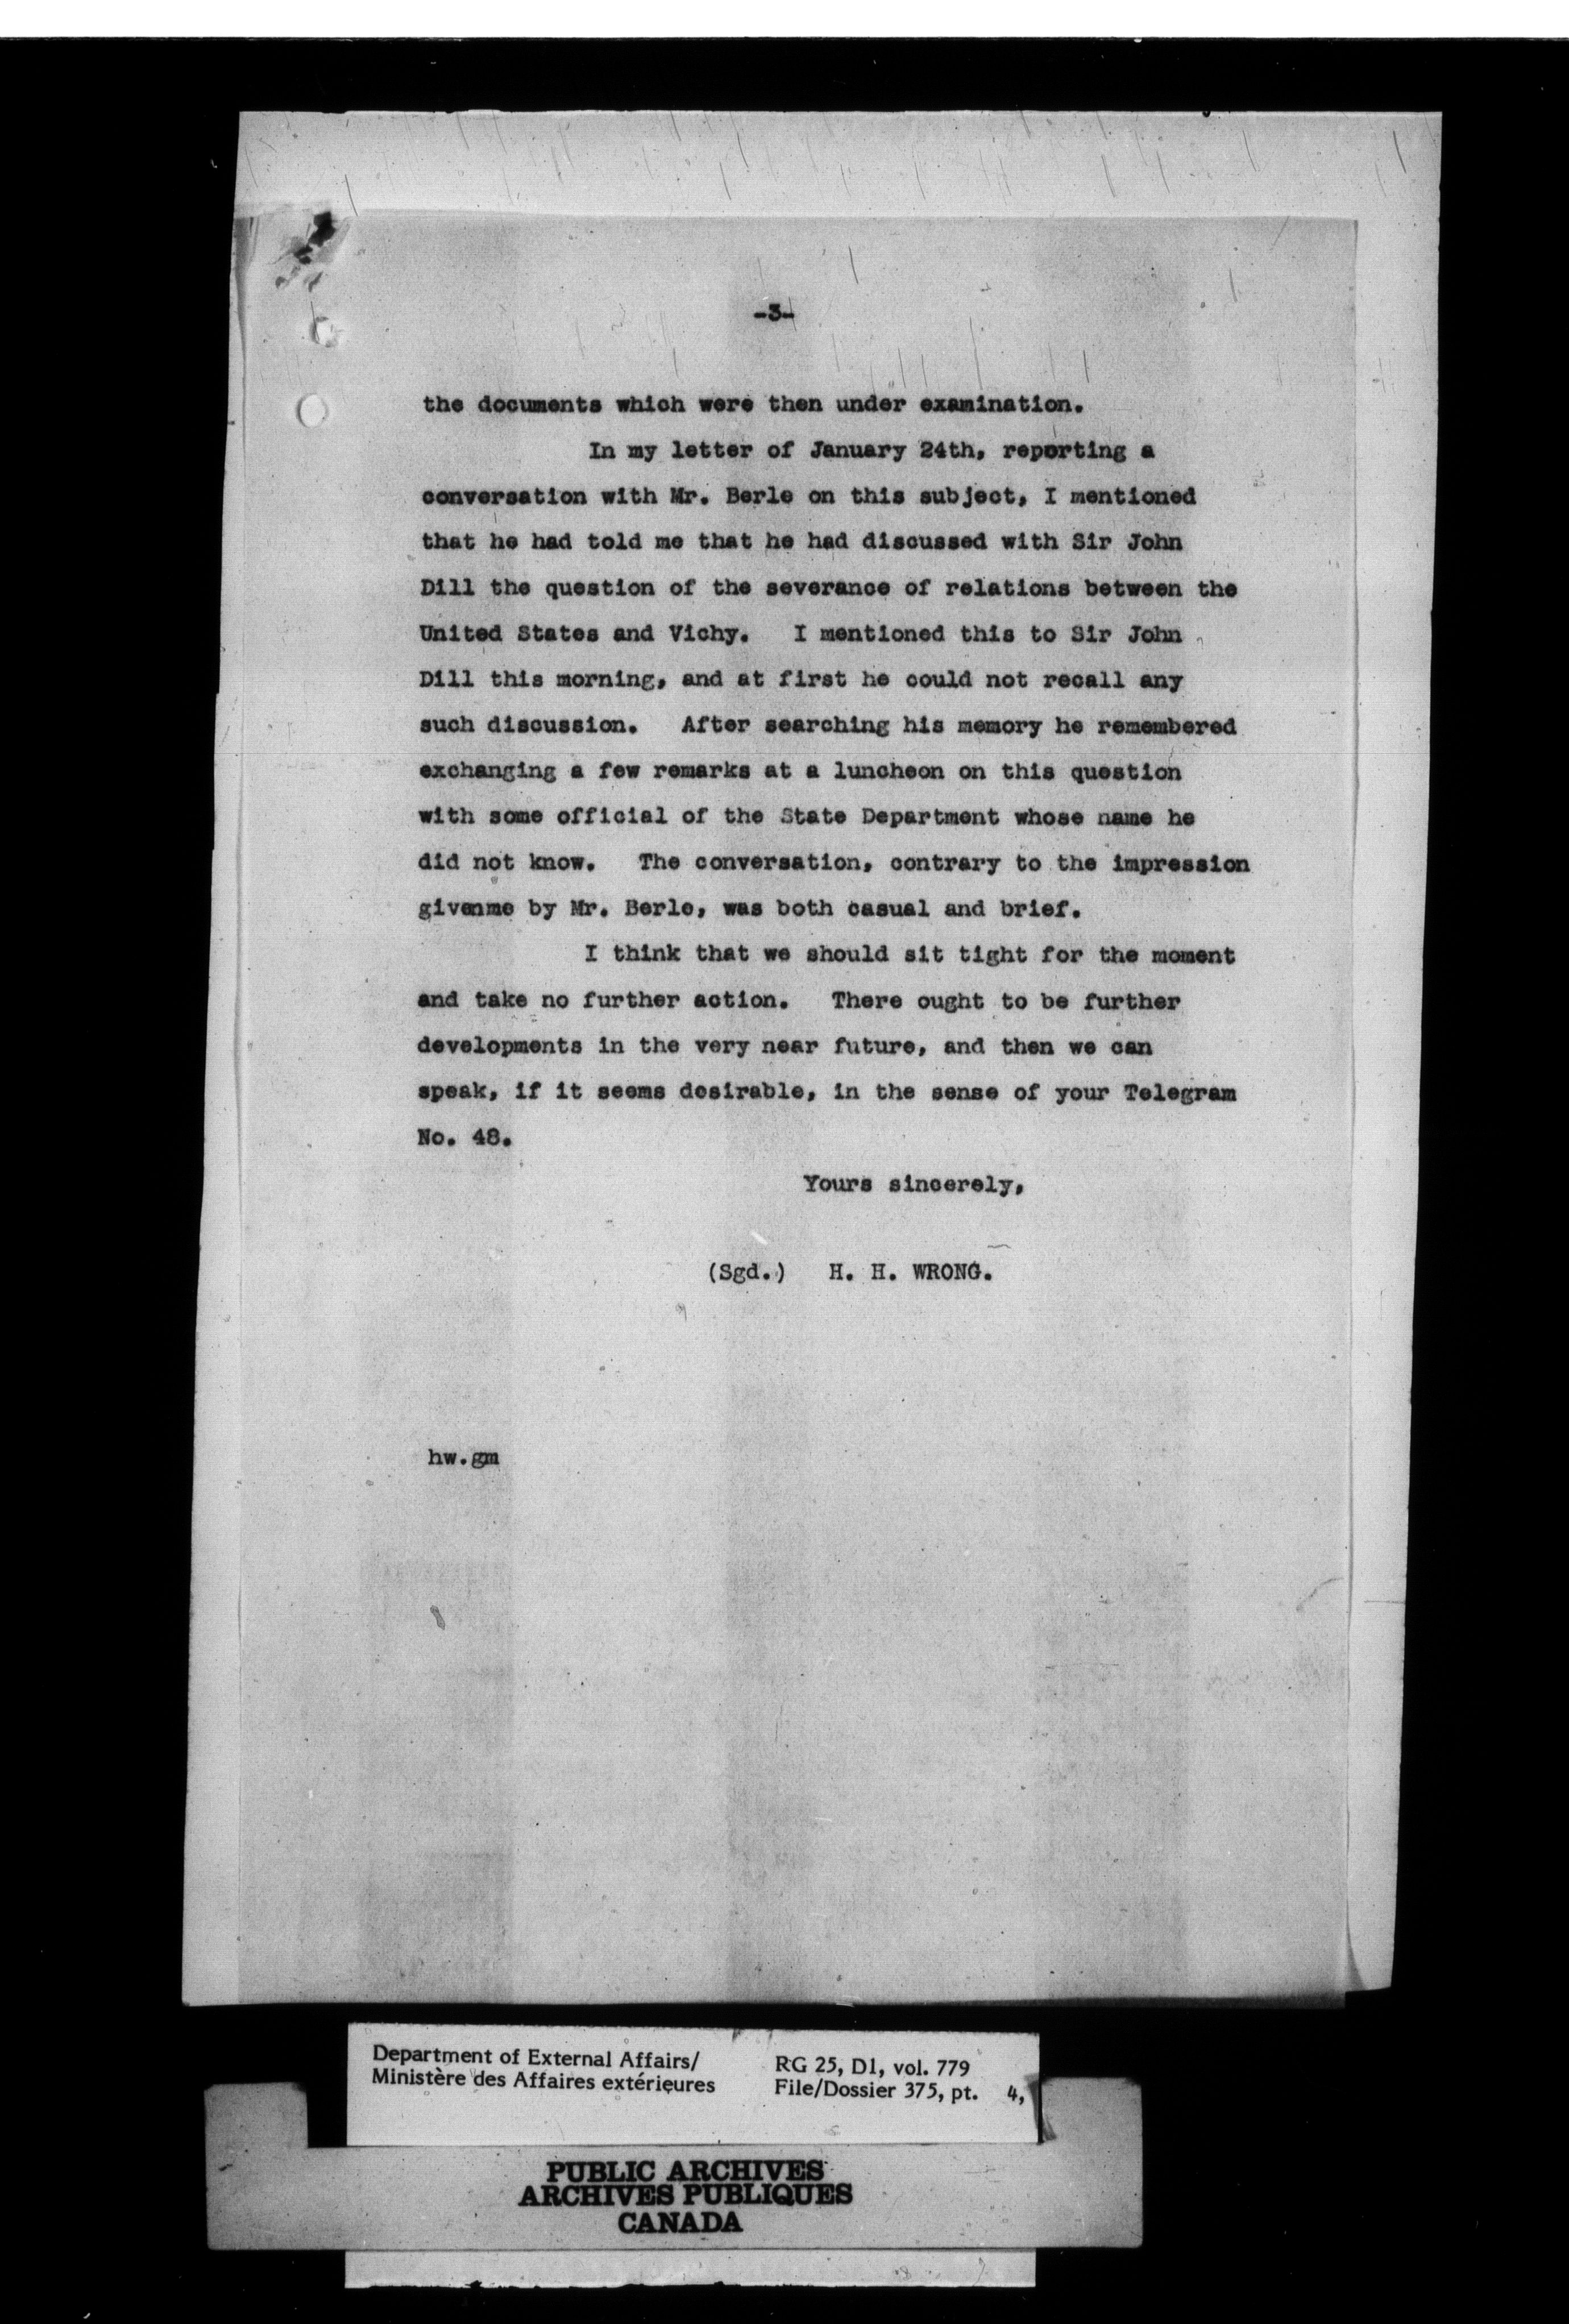 -3-
the documents which were then under examination.
In my letter of January 24th, reporting a
conversation with Mr. Berle on this subject, I mentioned
that he had told me that he had discussed with Sir John
Dill the question of the severance of relations between the
United States and Vichy. I mentioned this to Sir John
Dill this morning, and at first he could not recall any
such discussion. After searching his memory he remembered
exchanging a few remarks at a luncheon on this question
with some official of the State Department whose name he
did not know. The conversation, contrary to the impression
givenme by Mr. Berle, was both casual and brief.
I think that we should sit tight for the moment
and take no further action. There ought to be further
developments in the very near future, and then we can
speak, if it seems desirable, in the sense of your Telegram
No. 48.
Yours sincerely,
(Sgd.) H. H. WRONG.
hw.gm
Department of External Affairs/
Ministère des Affaires extérieures
RG 25, D1, vol. 779
File/Dossier 375, pt. 4,
PUBLIC ARCHIVES
ARCHIVES PUBLIQUES
CANADA